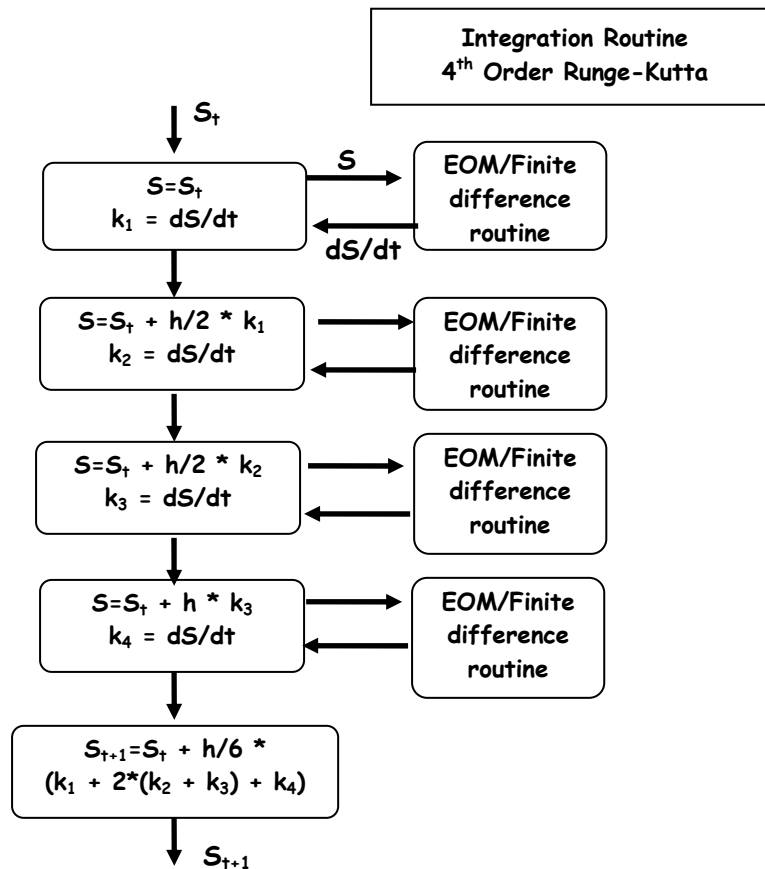 Integration Routine
4th Order Runge-Kutta
Sₜ
S=Sₜ
k₁ = dS/dt
S
dS/dt
EOM/Finite
difference
routine
S=Sₜ + h/2 * k₁
k₂ = dS/dt
EOM/Finite
difference
routine
S=Sₜ + h/2 * k₂
k₃ = dS/dt
EOM/Finite
difference
routine
S=Sₜ + h * k₃
k₄ = dS/dt
EOM/Finite
difference
routine
Sₜ₊₁=Sₜ + h/6 *
(k₁ + 2*(k₂ + k₃) + k₄)
Sₜ₊₁